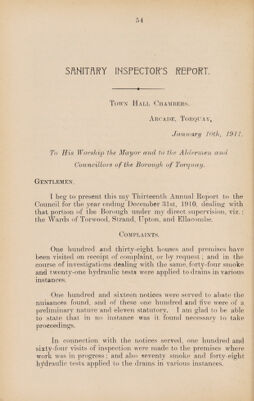 54
SANITARY INSPECTOR'S REPORT.
TOWN HALL CHAMBERS,
ARCADE, TORQUAY,
January 10th, 1911.
To His Worship the Mayor and to the Aldermen and
Councillors of the Borough of Torquay.
GENTLEMEN,
I beg to present this my Thirteenth Annual Report to the
Council for the year ending December 31st, 1910, dealing with
that portion of the Borough under my direct supervision, viz.:
the Wards of Torwood, Strand, Upton, and Ellacombe.
COMPLAINTS.
One hundred and thirty-eight houses and premises have
been visited on receipt of complaint, or by request; and in the
course of investigations dealing with the same, forty-four smoke
and twenty-one hydraulic tests were applied to drains in various
instances.
One hundred and sixteen notices were served to abate the
nuisances found, and of these one hundred and five were of a
preliminary nature and eleven statutory. I am glad to be able
to state that in no instance was it found necessary to take
proceedings.
In connection with the notices served, one hundred and
sixty-four visits of inspection were made to the premises where
work was in progress; and also seventy smoke and forty-eight
hydraulic tests applied to the drains in various instances.